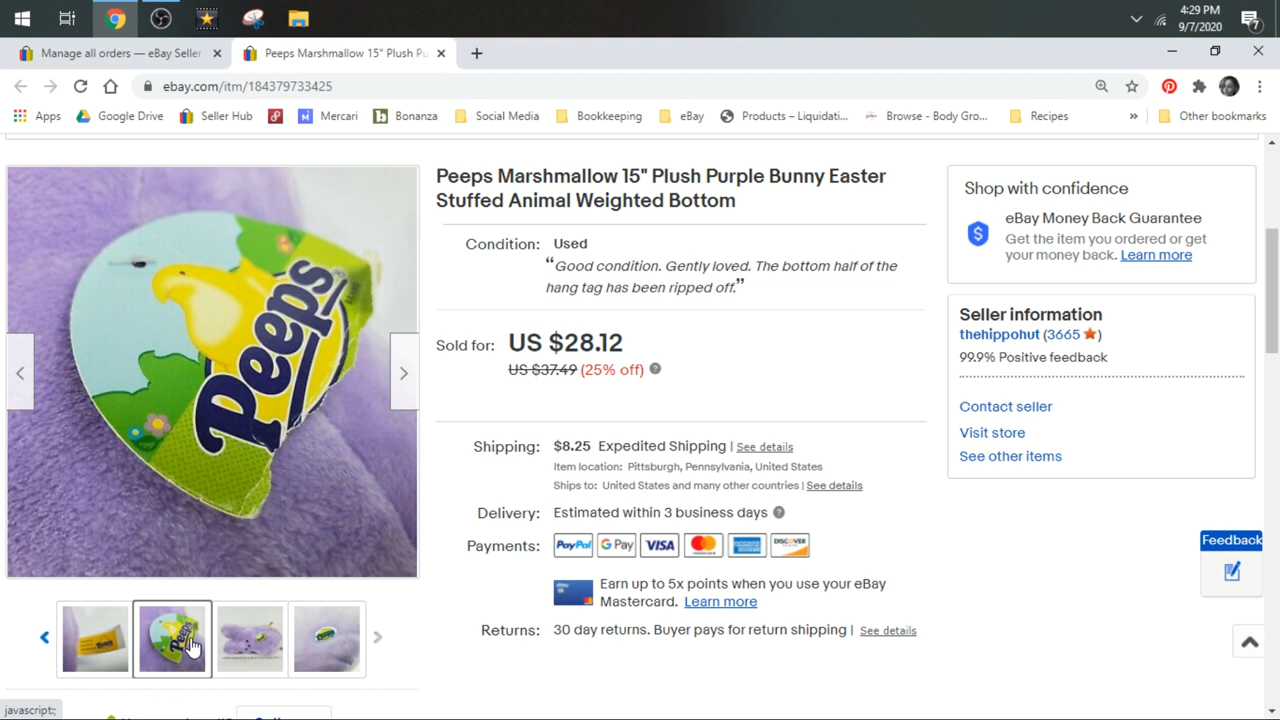 4:29 PM
9/7/2020
7
Manage all orders — eBay Seller
Peeps Marshmallow 15" Plush Pu
ebay.com/itm/184379733425
Apps
Google Drive
Seller Hub
Mercari
Bonanza
Social Media
Bookkeeping
eBay
Products – Liquidati...
Browse - Body Gro...
Recipes
Other bookmarks
Peeps
Peeps Marshmallow 15" Plush Purple Bunny Easter
Stuffed Animal Weighted Bottom
Condition: Used
“Good condition. Gently loved. The bottom half of the
hang tag has been ripped off.”
Sold for: US $28.12
US $37.49 (25% off)
Shipping: $8.25 Expedited Shipping | See details
Item location: Pittsburgh, Pennsylvania, United States
Ships to: United States and many other countries | See details
Delivery: Estimated within 3 business days
Payments: PayPal G Pay VISA DISCOVER
Earn up to 5x points when you use your eBay
Mastercard. Learn more
Returns: 30 day returns. Buyer pays for return shipping | See details
Shop with confidence
eBay Money Back Guarantee
Get the item you ordered or get
your money back. Learn more
Seller information
thehippohut (3665)
99.9% Positive feedback
Contact seller
Visit store
See other items
Feedback
javascript:;